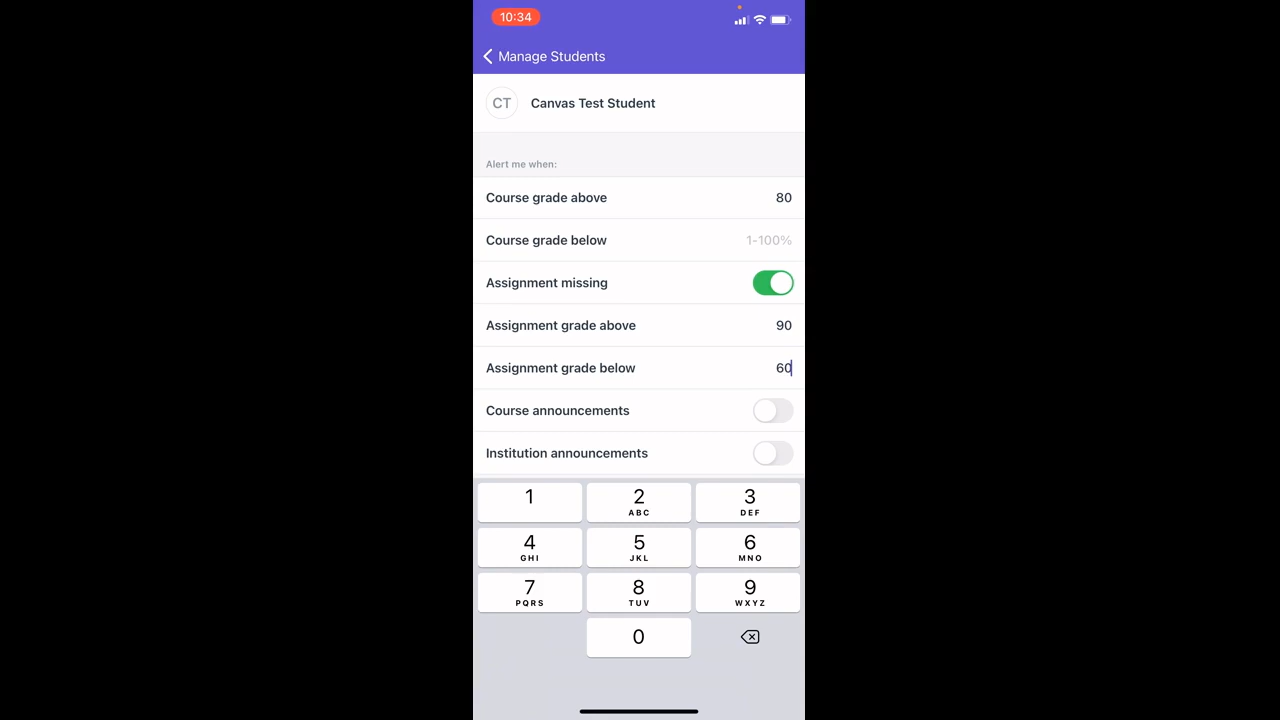 10:34
Manage Students
CT Canvas Test Student
Alert me when:
Course grade above 80
Course grade below 1-100%
Assignment missing
Assignment grade above 90
Assignment grade below 60
Course announcements
Institution announcements
1 2 3
ABC DEF
4 5 6
GHI JKL MNO
7 8 9
PQRS TUV WXYZ
0